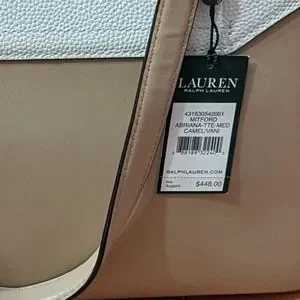 LAUREN
RALPH LAUREN
431630542001
MITFORD
ABRIANA-TTE-MED
CAMEL/VANI
RALPHLAUREN.COM
$448.00